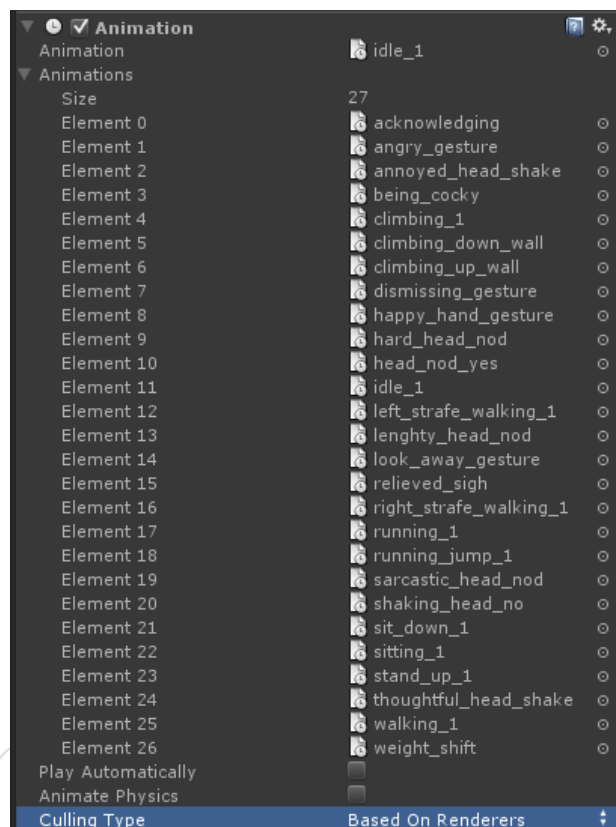 Animation
Animation idle_1
Animations
Size 27
Element 0 acknowledging
Element 1 angry_gesture
Element 2 annoyed_head_shake
Element 3 being_cocky
Element 4 climbing_1
Element 5 climbing_down_wall
Element 6 climbing_up_wall
Element 7 dismissing_gesture
Element 8 happy_hand_gesture
Element 9 hard_head_nod
Element 10 head_nod_yes
Element 11 idle_1
Element 12 left_strafe_walking_1
Element 13 lenghty_head_nod
Element 14 look_away_gesture
Element 15 relieved_sigh
Element 16 right_strafe_walking_1
Element 17 running_1
Element 18 running_jump_1
Element 19 sarcastic_head_nod
Element 20 shaking_head_no
Element 21 sit_down_1
Element 22 sitting_1
Element 23 stand_up_1
Element 24 thoughtful_head_shake
Element 25 walking_1
Element 26 weight_shift
Play Automatically
Animate Physics
Culling Type Based On Renderers